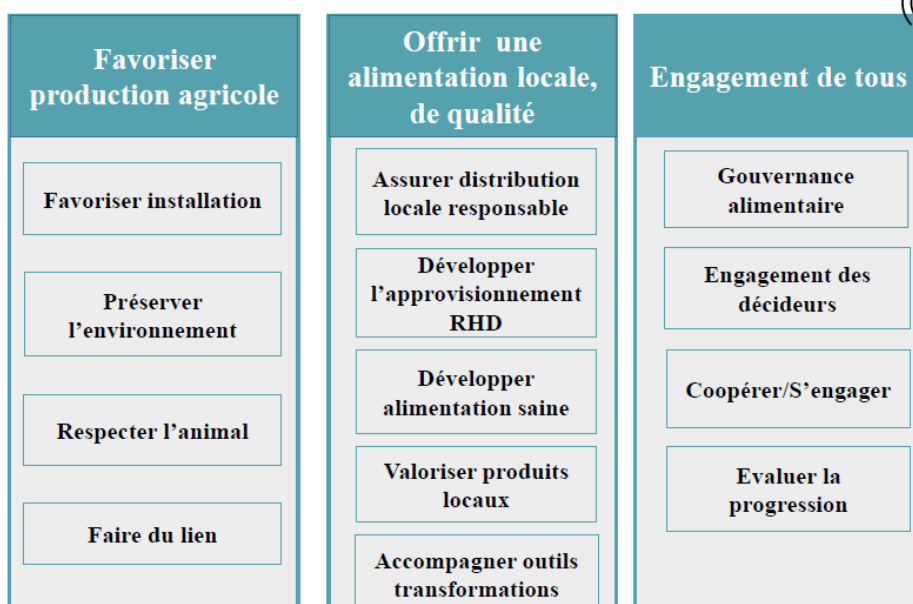 Favoriser
production agricole
Favoriser installation
Préserver
l’environnement
Respecter l’animal
Faire du lien
Offrir une
alimentation locale,
de qualité
Assurer distribution
locale responsable
Développer
l’approvisionnement
RHD
Développer
alimentation saine
Valoriser produits
locaux
Accompagner outils
transformations
Engagement de tous
Gouvernance
alimentaire
Engagement des
décideurs
Coopérer/S’engager
Evaluer la
progression